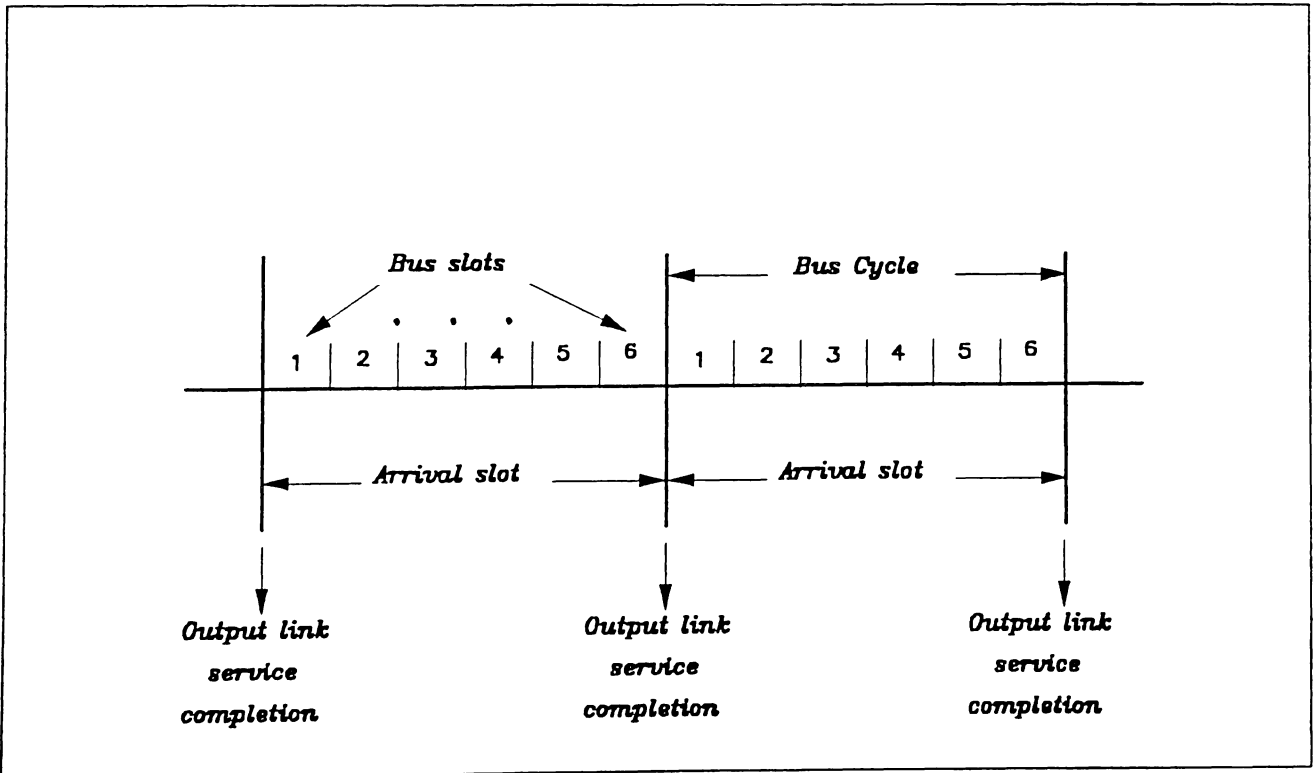 Bus slots
Bus Cycle
1 2 3 4 5 6 1 2 3 4 5 6
Arrival slot
Arrival slot
Output link
service
completion
Output link
service
completion
Output link
service
completion